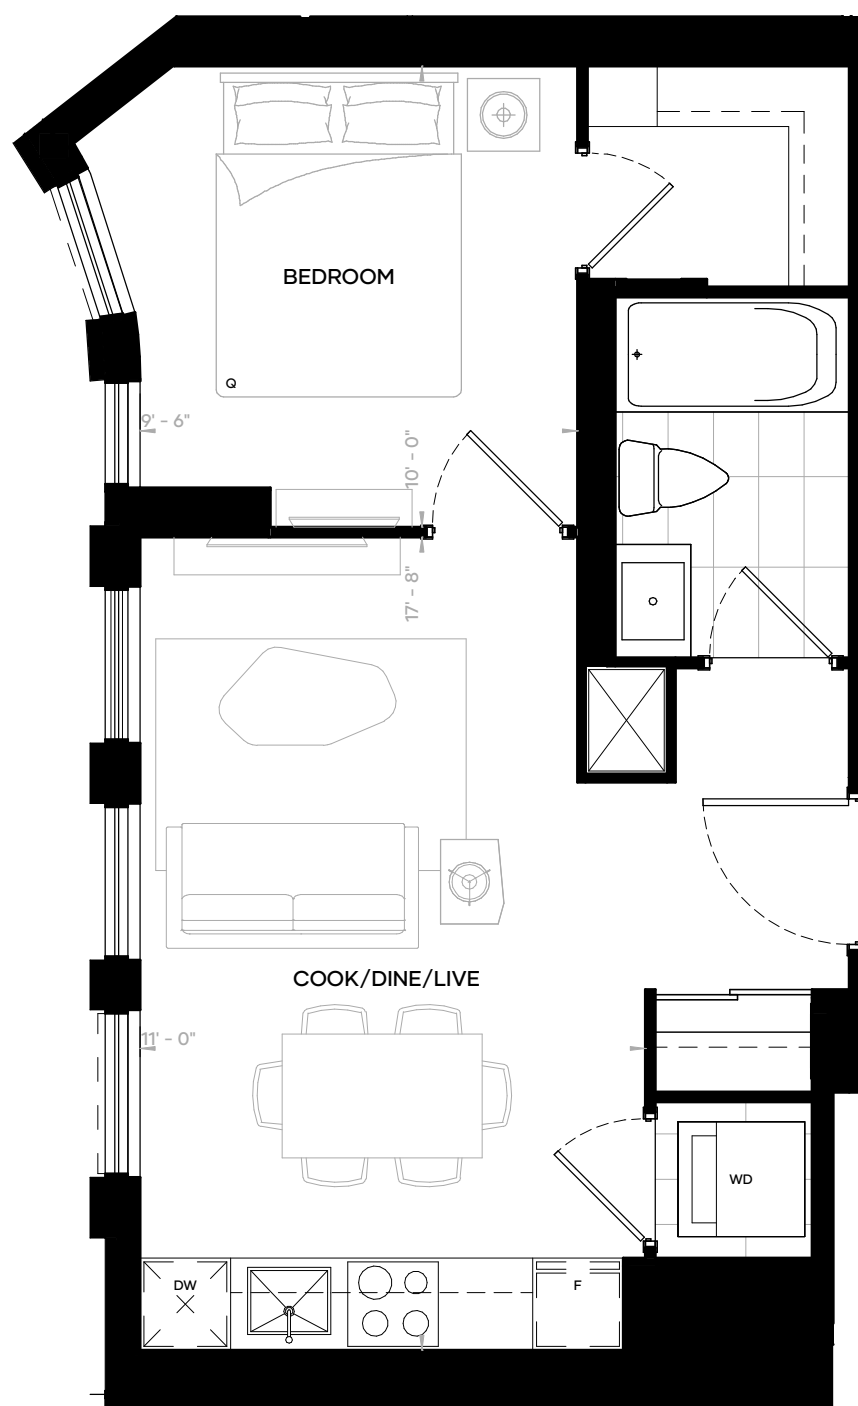 BEDROOM
Q
9' - 6"
10' - 0"
17' - 8"
COOK/DINE/LIVE
11' - 0"
WD
DW
F